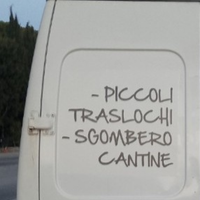 - PICCOLI
TRASLOCHI
- SGOMBERO
CANTINE